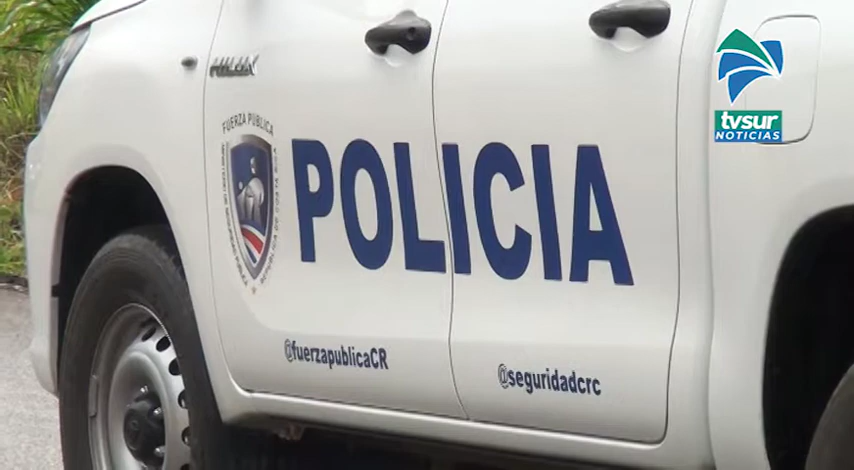 HILUX
tvsur
NOTICIAS
FUERZA PUBLICA
POLICIA
@fuerzapublicaCR
@seguridadcrc